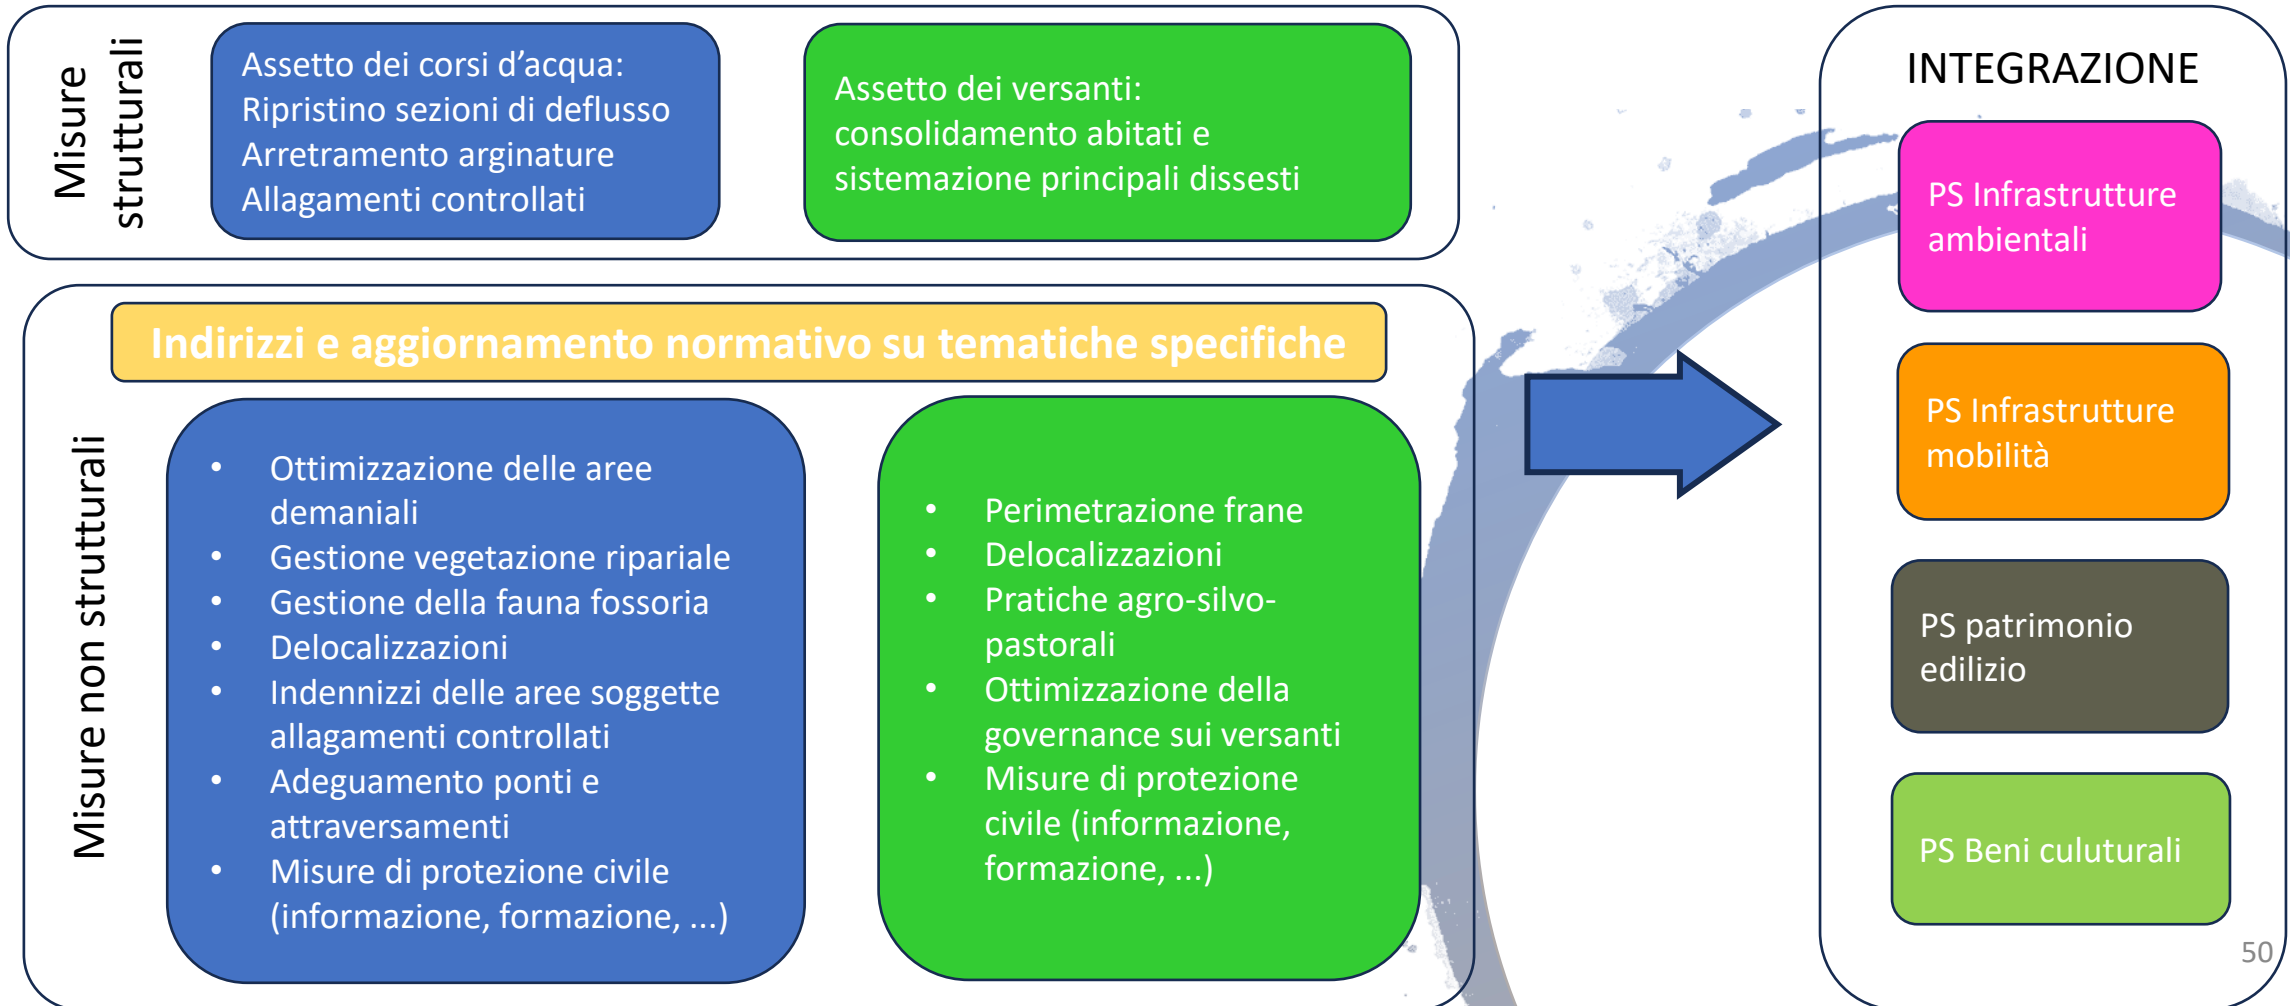 Misure
strutturali
Assetto dei corsi d'acqua:
Ripristino sezioni di deflusso
Arretramento arginature
Allagamenti controllati
Assetto dei versanti:
consolidamento abitati e
sistemazione principali dissesti
Misure non strutturali
Indirizzi e aggiornamento normativo su tematiche specifiche
• Ottimizzazione delle aree
demaniali
• Gestione vegetazione ripariale
• Gestione della fauna fossoria
• Delocalizzazioni
• Indennizzi delle aree soggette
allagamenti controllati
• Adeguamento ponti e
attraversamenti
• Misure di protezione civile
(informazione, formazione, ...)
• Perimetrazione frane
• Delocalizzazioni
• Pratiche agro-silvo-
pastorali
• Ottimizzazione della
governance sui versanti
• Misure di protezione
civile (informazione,
formazione, ...)
INTEGRAZIONE
PS Infrastrutture
ambientali
PS Infrastrutture
mobilità
PS patrimonio
edilizio
PS Beni culuturali
50